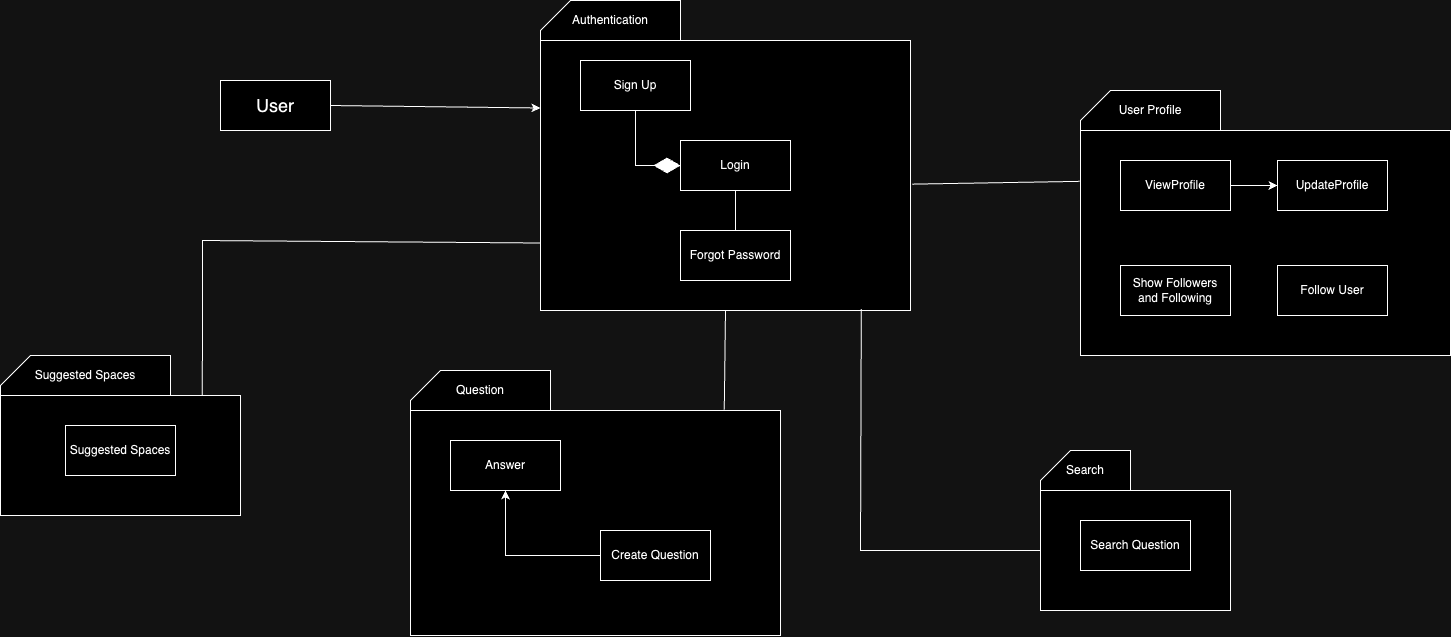 Authentication
Sign Up
User
User Profile
Login
ViewProfile
UpdateProfile
Forgot Password
Show Followers
and Following
Follow User
Suggested Spaces
Question
Suggested Spaces
Answer
Search
Create Question
Search Question